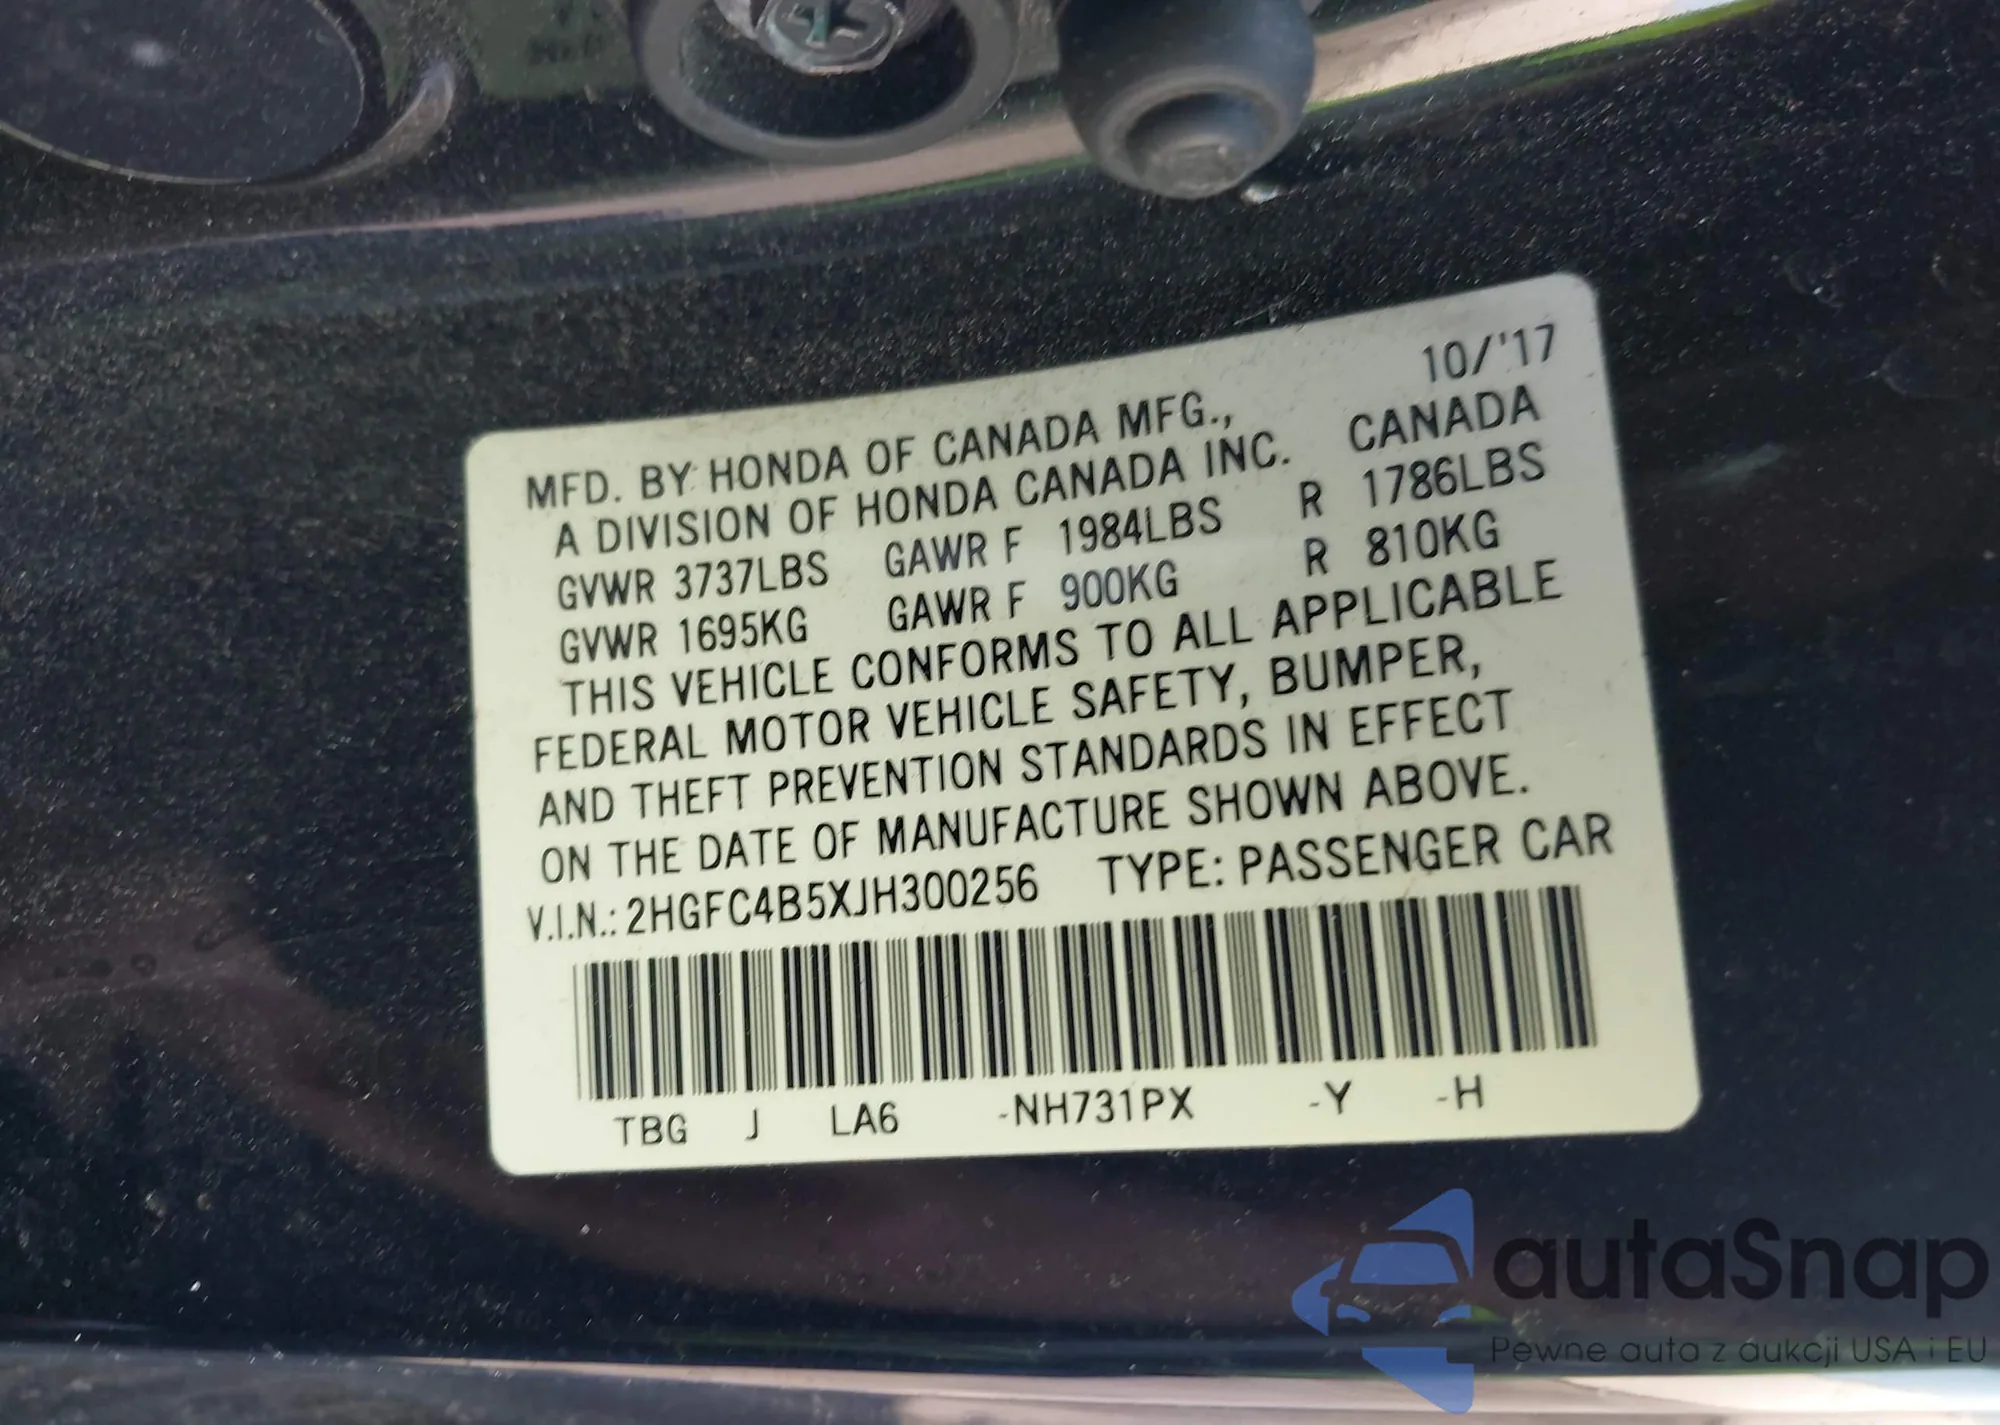 10/'17
MFD. BY HONDA OF CANADA MFG.,
A DIVISION OF HONDA CANADA INC. CANADA
GVWR 3737LBS GAWR F 1984LBS R 1786LBS
GVWR 1695KG GAWR F 900KG R 810KG
THIS VEHICLE CONFORMS TO ALL APPLICABLE
FEDERAL MOTOR VEHICLE SAFETY, BUMPER,
AND THEFT PREVENTION STANDARDS IN EFFECT
ON THE DATE OF MANUFACTURE SHOWN ABOVE.
V.I.N.: 2HGFC4B5XJH300256 TYPE: PASSENGER CAR
TBG J LA6 -NH731PX -Y -H
autaSnap
Pewne auta z aukcji USA i EU